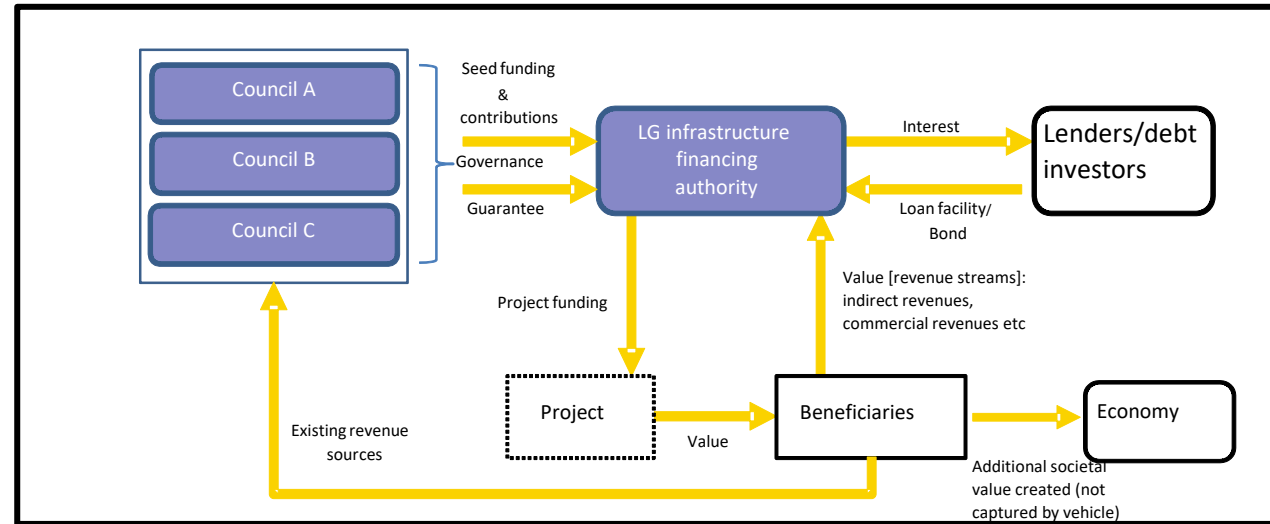 Council A
Council B
Council C
Seed funding
&
contributions
Governance
Guarantee
LG infrastructure
financing
authority
Interest
Loan facility/
Bond
Lenders/debt
investors
Project funding
Value [revenue streams]:
indirect revenues,
commercial revenues etc
Project
Value
Beneficiaries
Economy
Existing revenue
sources
Additional societal
value created (not
captured by vehicle)